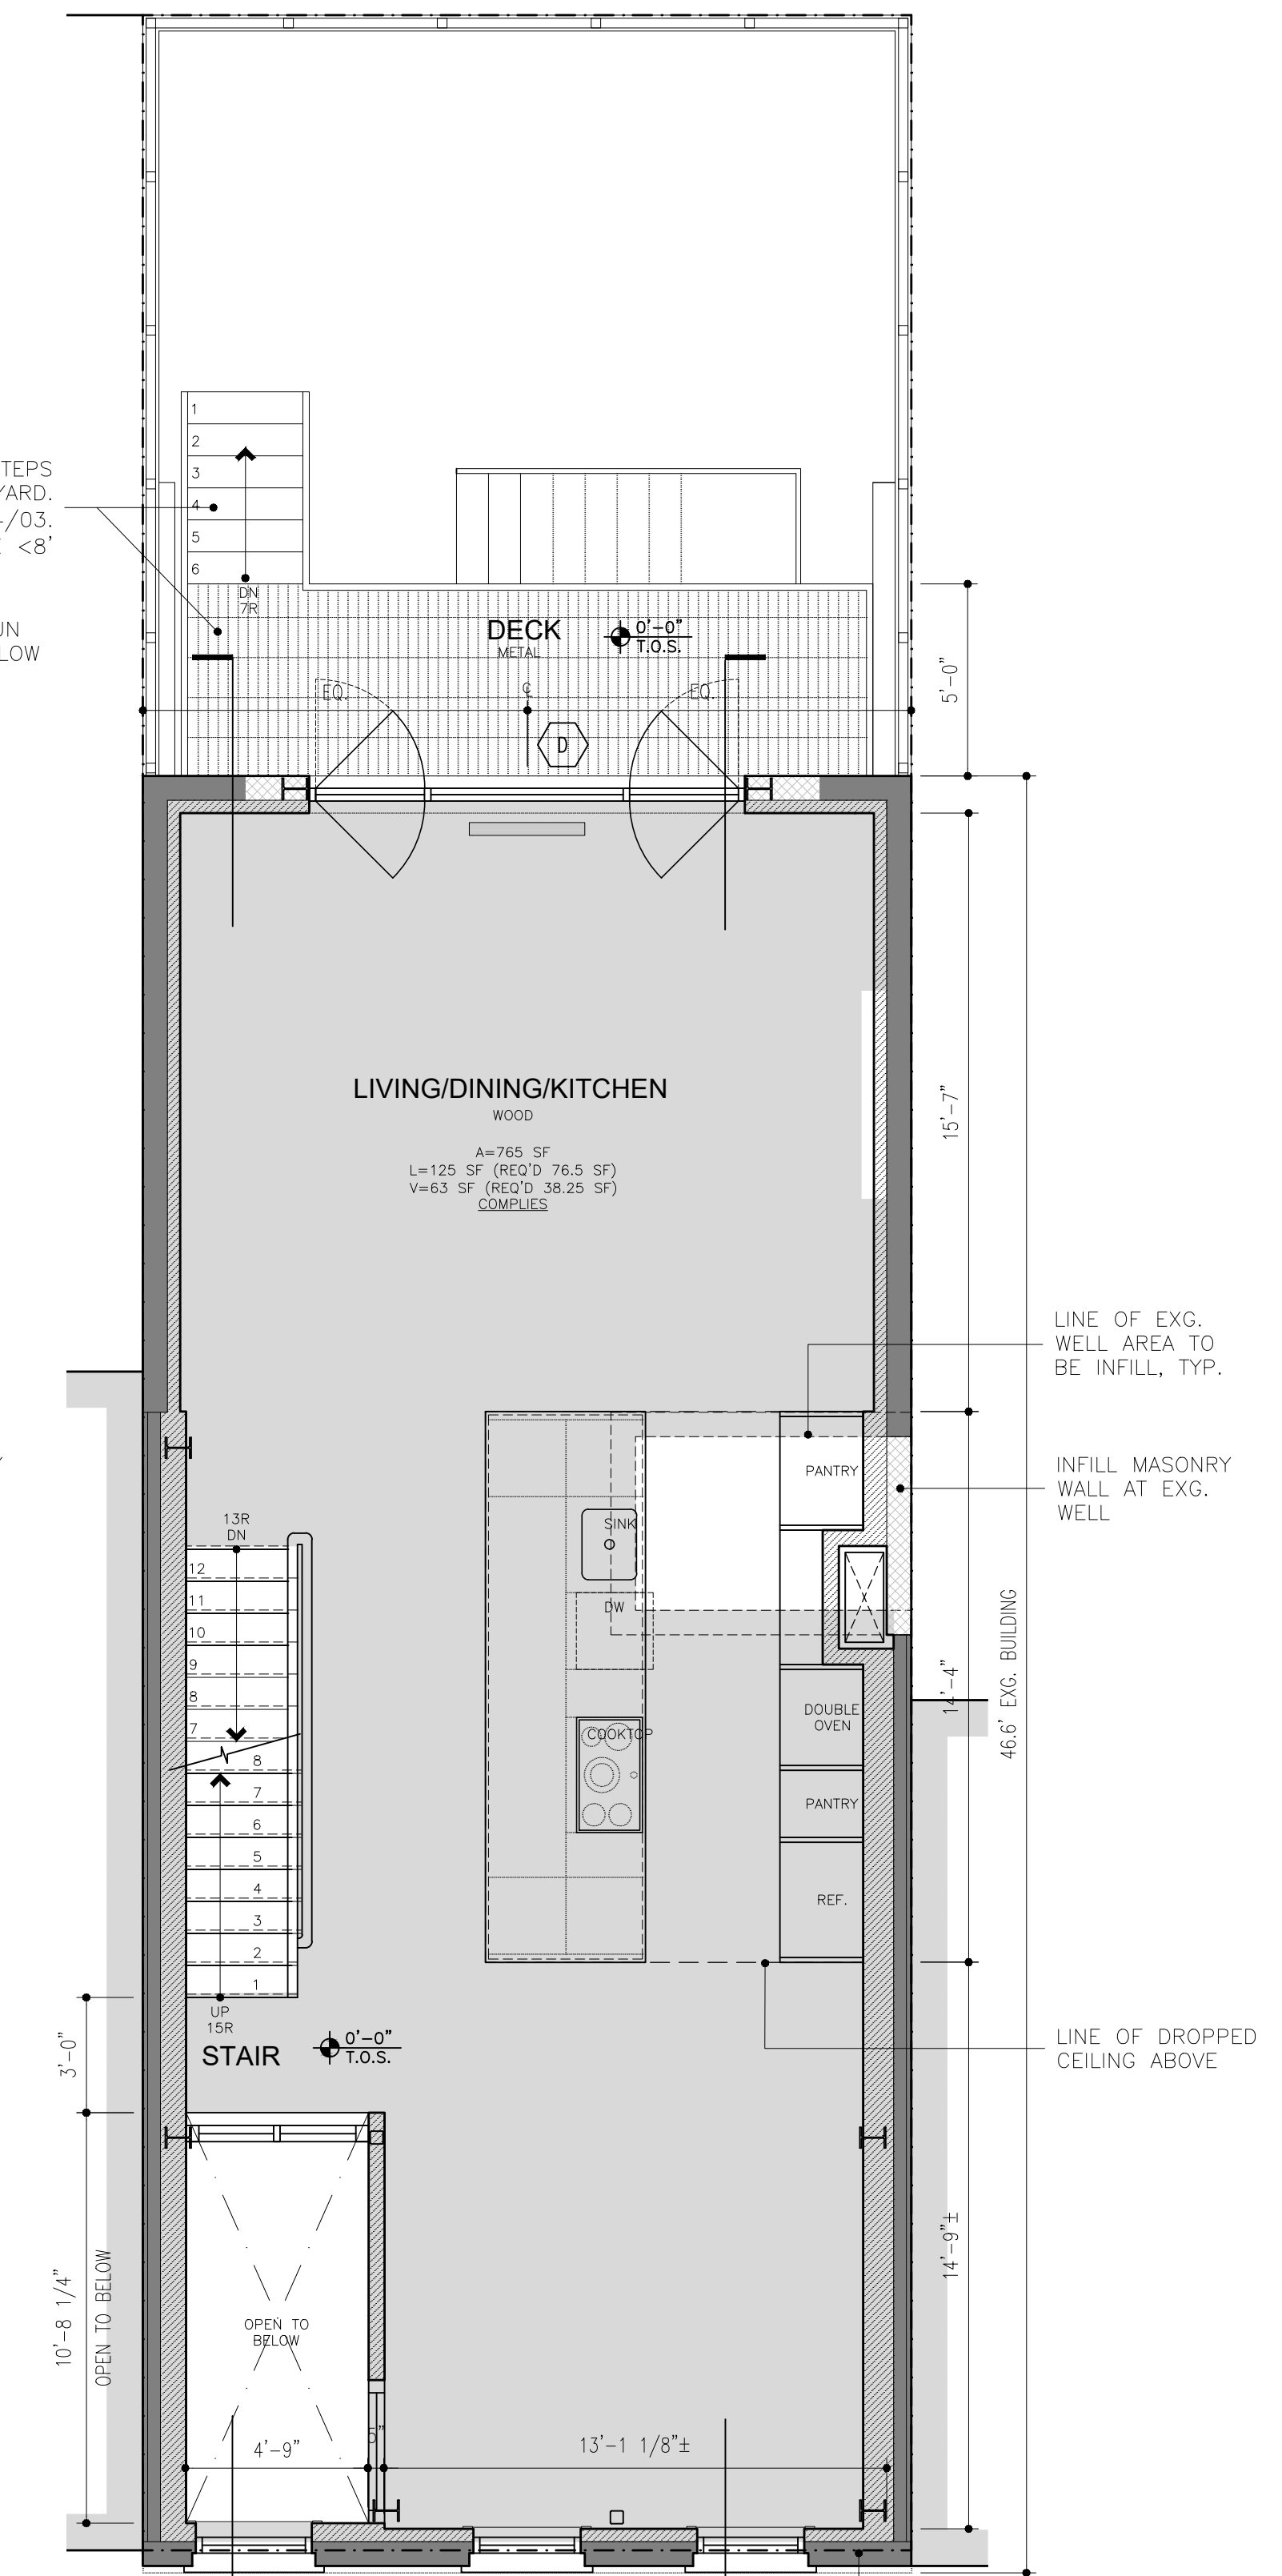 1
2
3
4
5
6
DN
7R
YARD.
<8'
DECK
METAL
0'-0"
T.O.S.
5'-0"
EQ.
℄
EQ.
D
LIVING/DINING/KITCHEN
WOOD
A=765 SF
L=125 SF (REQ'D 76.5 SF)
V=63 SF (REQ'D 38.25 SF)
COMPLIES
15'-7"
LINE OF EXG.
WELL AREA TO
BE INFILL, TYP.
INFILL MASONRY
WALL AT EXG.
WELL
PANTRY
SINK
DW
13R
DN
12
11
10
9
8
7
8
7
6
5
4
3
2
1
UP
15R
COOKTOP
DOUBLE
OVEN
PANTRY
REF.
14'-4"
46.6' EXG. BUILDING
STAIR
0'-0"
T.O.S.
3'-0"
LINE OF DROPPED
CEILING ABOVE
10'-8 1/4"
OPEN TO BELOW
OPEN TO
BELOW
14'-9"±
4'-9"
5"
13'-1 1/8"±